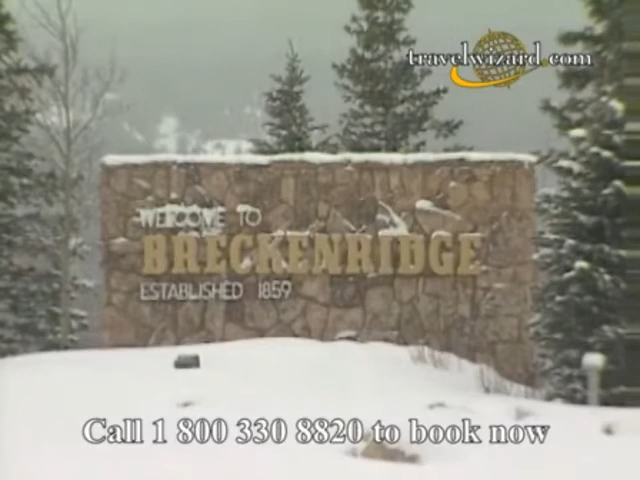 travelwizard.com
WELCOME TO
BRECKENRIDGE
ESTABLISHED 1859
Call 1 800 330 8820 to book now